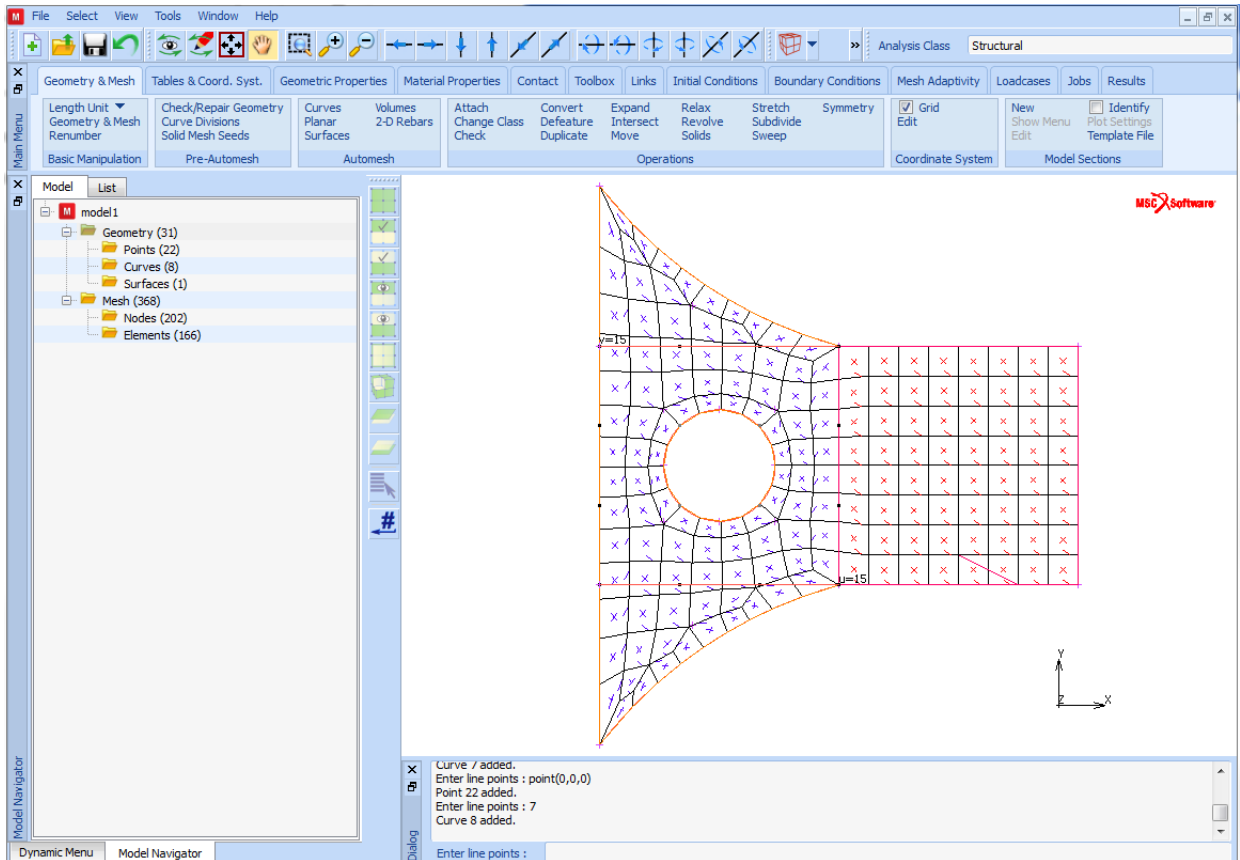 File Select View Tools Window Help
» Analysis Class Structural
Geometry & Mesh Tables & Coord. Syst. Geometric Properties Material Properties Contact Toolbox Links Initial Conditions Boundary Conditions Mesh Adaptivity Loadcases Jobs Results
Main Menu
Length Unit Check/Repair Geometry Curves Volumes Attach Convert Expand Relax Stretch Symmetry Grid New Identify
Geometry & Mesh Curve Divisions Planar 2-D Rebars Change Class Defeature Intersect Revolve Subdivide Edit Show Menu Plot Settings
Renumber Solid Mesh Seeds Surfaces Check Duplicate Move Solids Sweep Edit Template File
Basic Manipulation Pre-Automesh Automesh Operations Coordinate System Model Sections
Model List
M model1
Geometry (31)
Points (22)
Curves (8)
Surfaces (1)
Mesh (368)
Nodes (202)
Elements (166)
#
MSC Software
v=15
u=15
Y
Z X
Model Navigator
Dialog
Curve 7 added.
Enter line points : point(0,0,0)
Point 22 added.
Enter line points : 7
Curve 8 added.
Enter line points :
Dynamic Menu Model Navigator